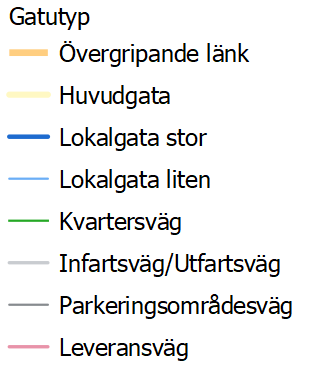 Gatutyp
Övergripande länk
Huvudgata
Lokalgata stor
Lokalgata liten
Kvartersväg
Infartsväg/Utfartsväg
Parkeringsområdesväg
Leveransväg